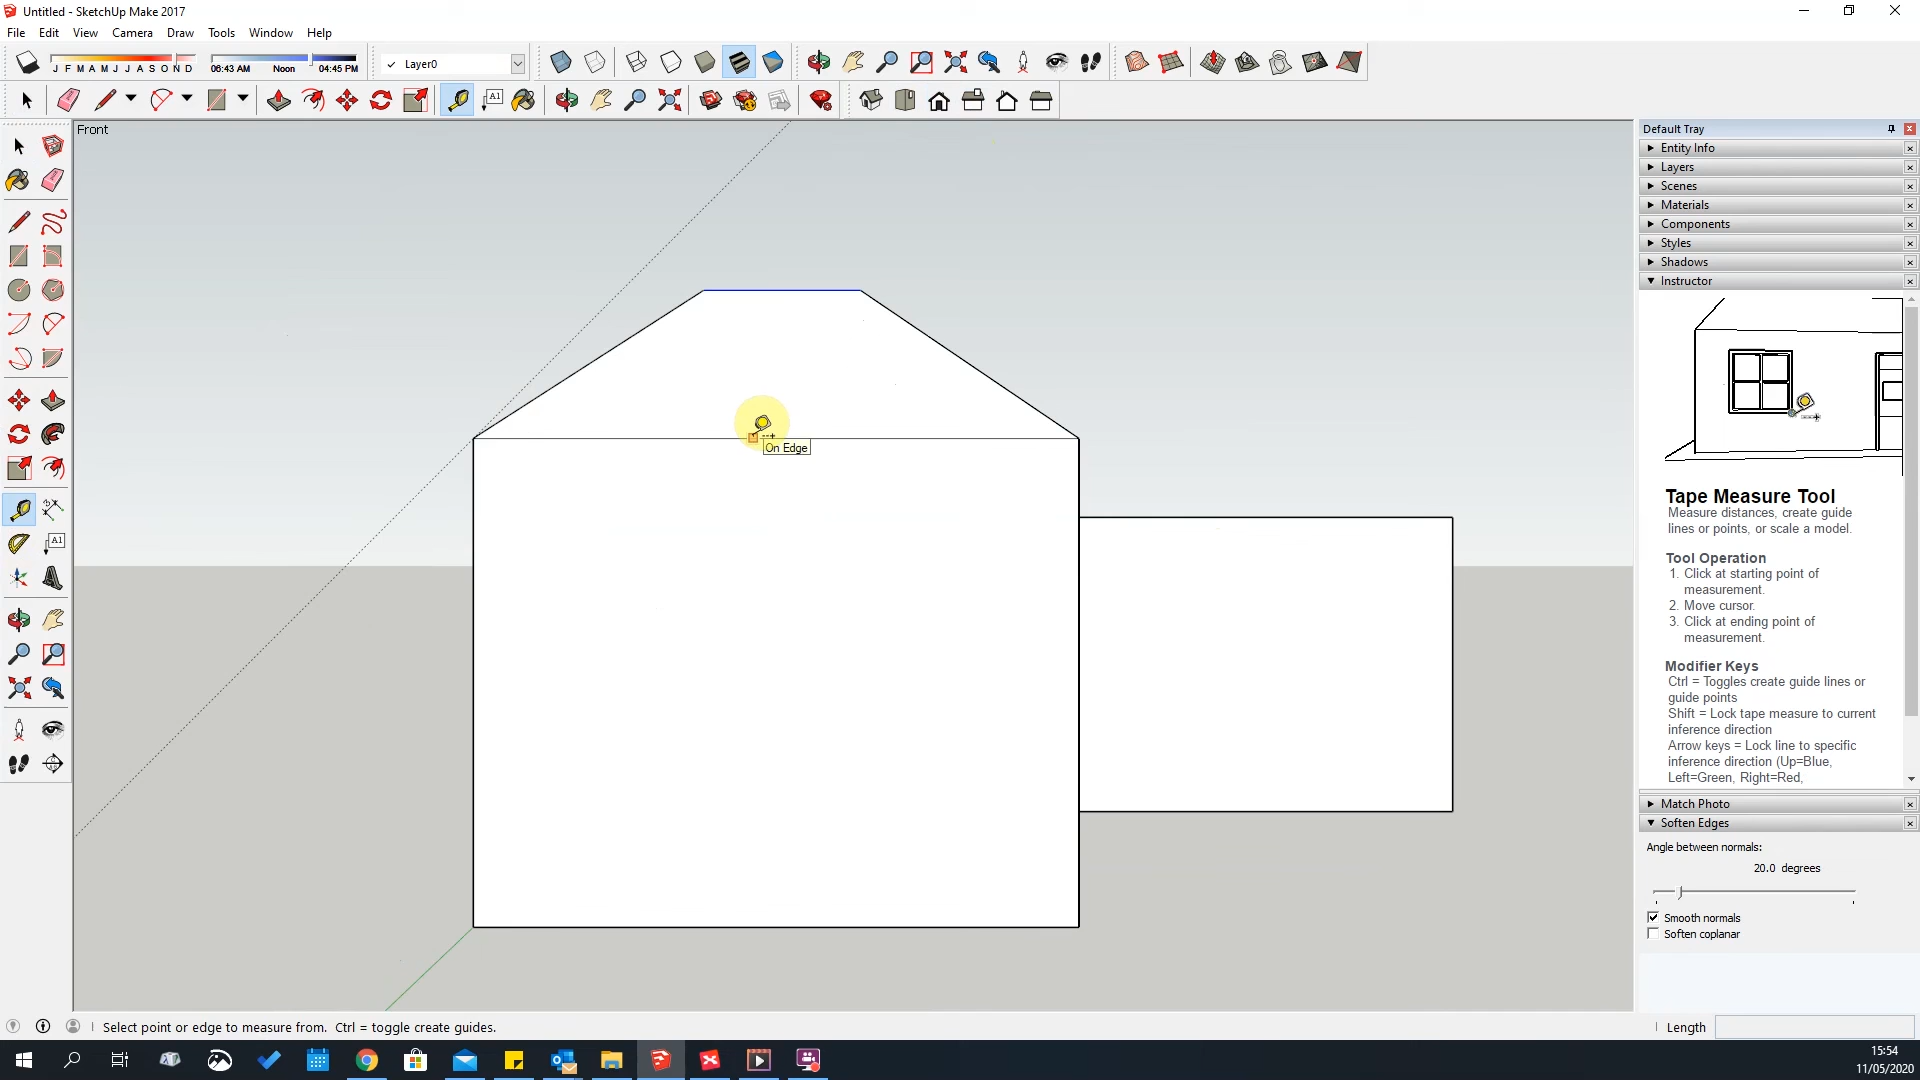 Untitled - SketchUp Make 2017
File Edit View Camera Draw Tools Window Help
J F M A M J J A S O N D
06:43 AM Noon 04:45 PM
Layer0
A1
Front
Default Tray
Entity Info
Layers
Scenes
Materials
Components
Styles
Shadows
Instructor
On Edge
A1
Tape Measure Tool
Measure distances, create guide
lines or points, or scale a model.
Tool Operation
1. Click at starting point of
measurement.
2. Move cursor.
3. Click at ending point of
measurement.
Modifier Keys
Ctrl = Toggles create guide lines or
guide points
Shift = Lock tape measure to current
inference direction
Arrow keys = Lock line to specific
inference direction (Up=Blue,
Left=Green, Right=Red,
Match Photo
Soften Edges
Angle between normals:
20.0 degrees
Smooth normals
Soften coplanar
Select point or edge to measure from. Ctrl = toggle create guides.
Length
15:54
11/05/2020